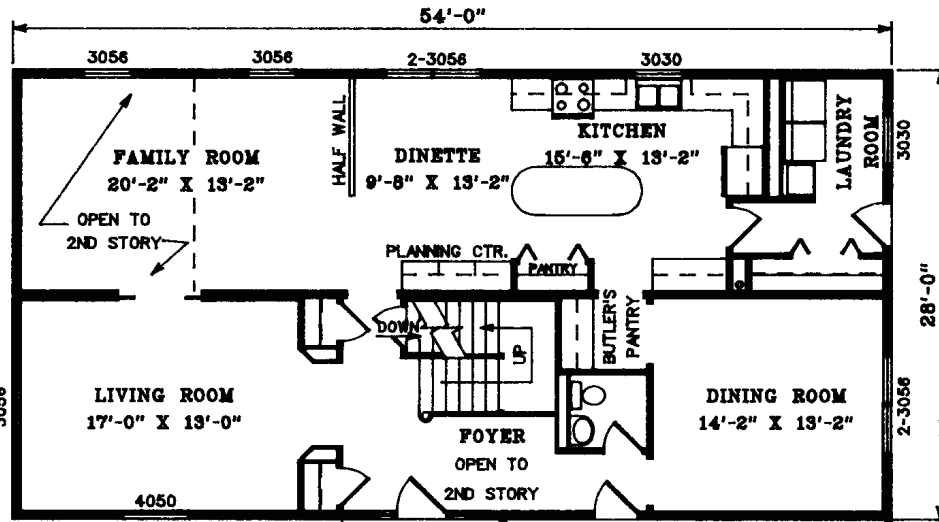 54'-0"
3056
3056
2-3056
3030
HALF WALL
FAMILY ROOM
20'-2" X 13'-2"
DINETTE
9'-8" X 13'-2"
KITCHEN
15'-6" X 13'-2"
LAUNDRY
ROOM
3030
OPEN TO
2ND STORY
PLANNING CTR.
PANTRY
28'-0"
DOWN
UP
BUTLER'S
PANTRY
LIVING ROOM
17'-0" X 13'-0"
DINING ROOM
14'-2" X 13'-2"
2-3056
FOYER
OPEN TO
2ND STORY
4050